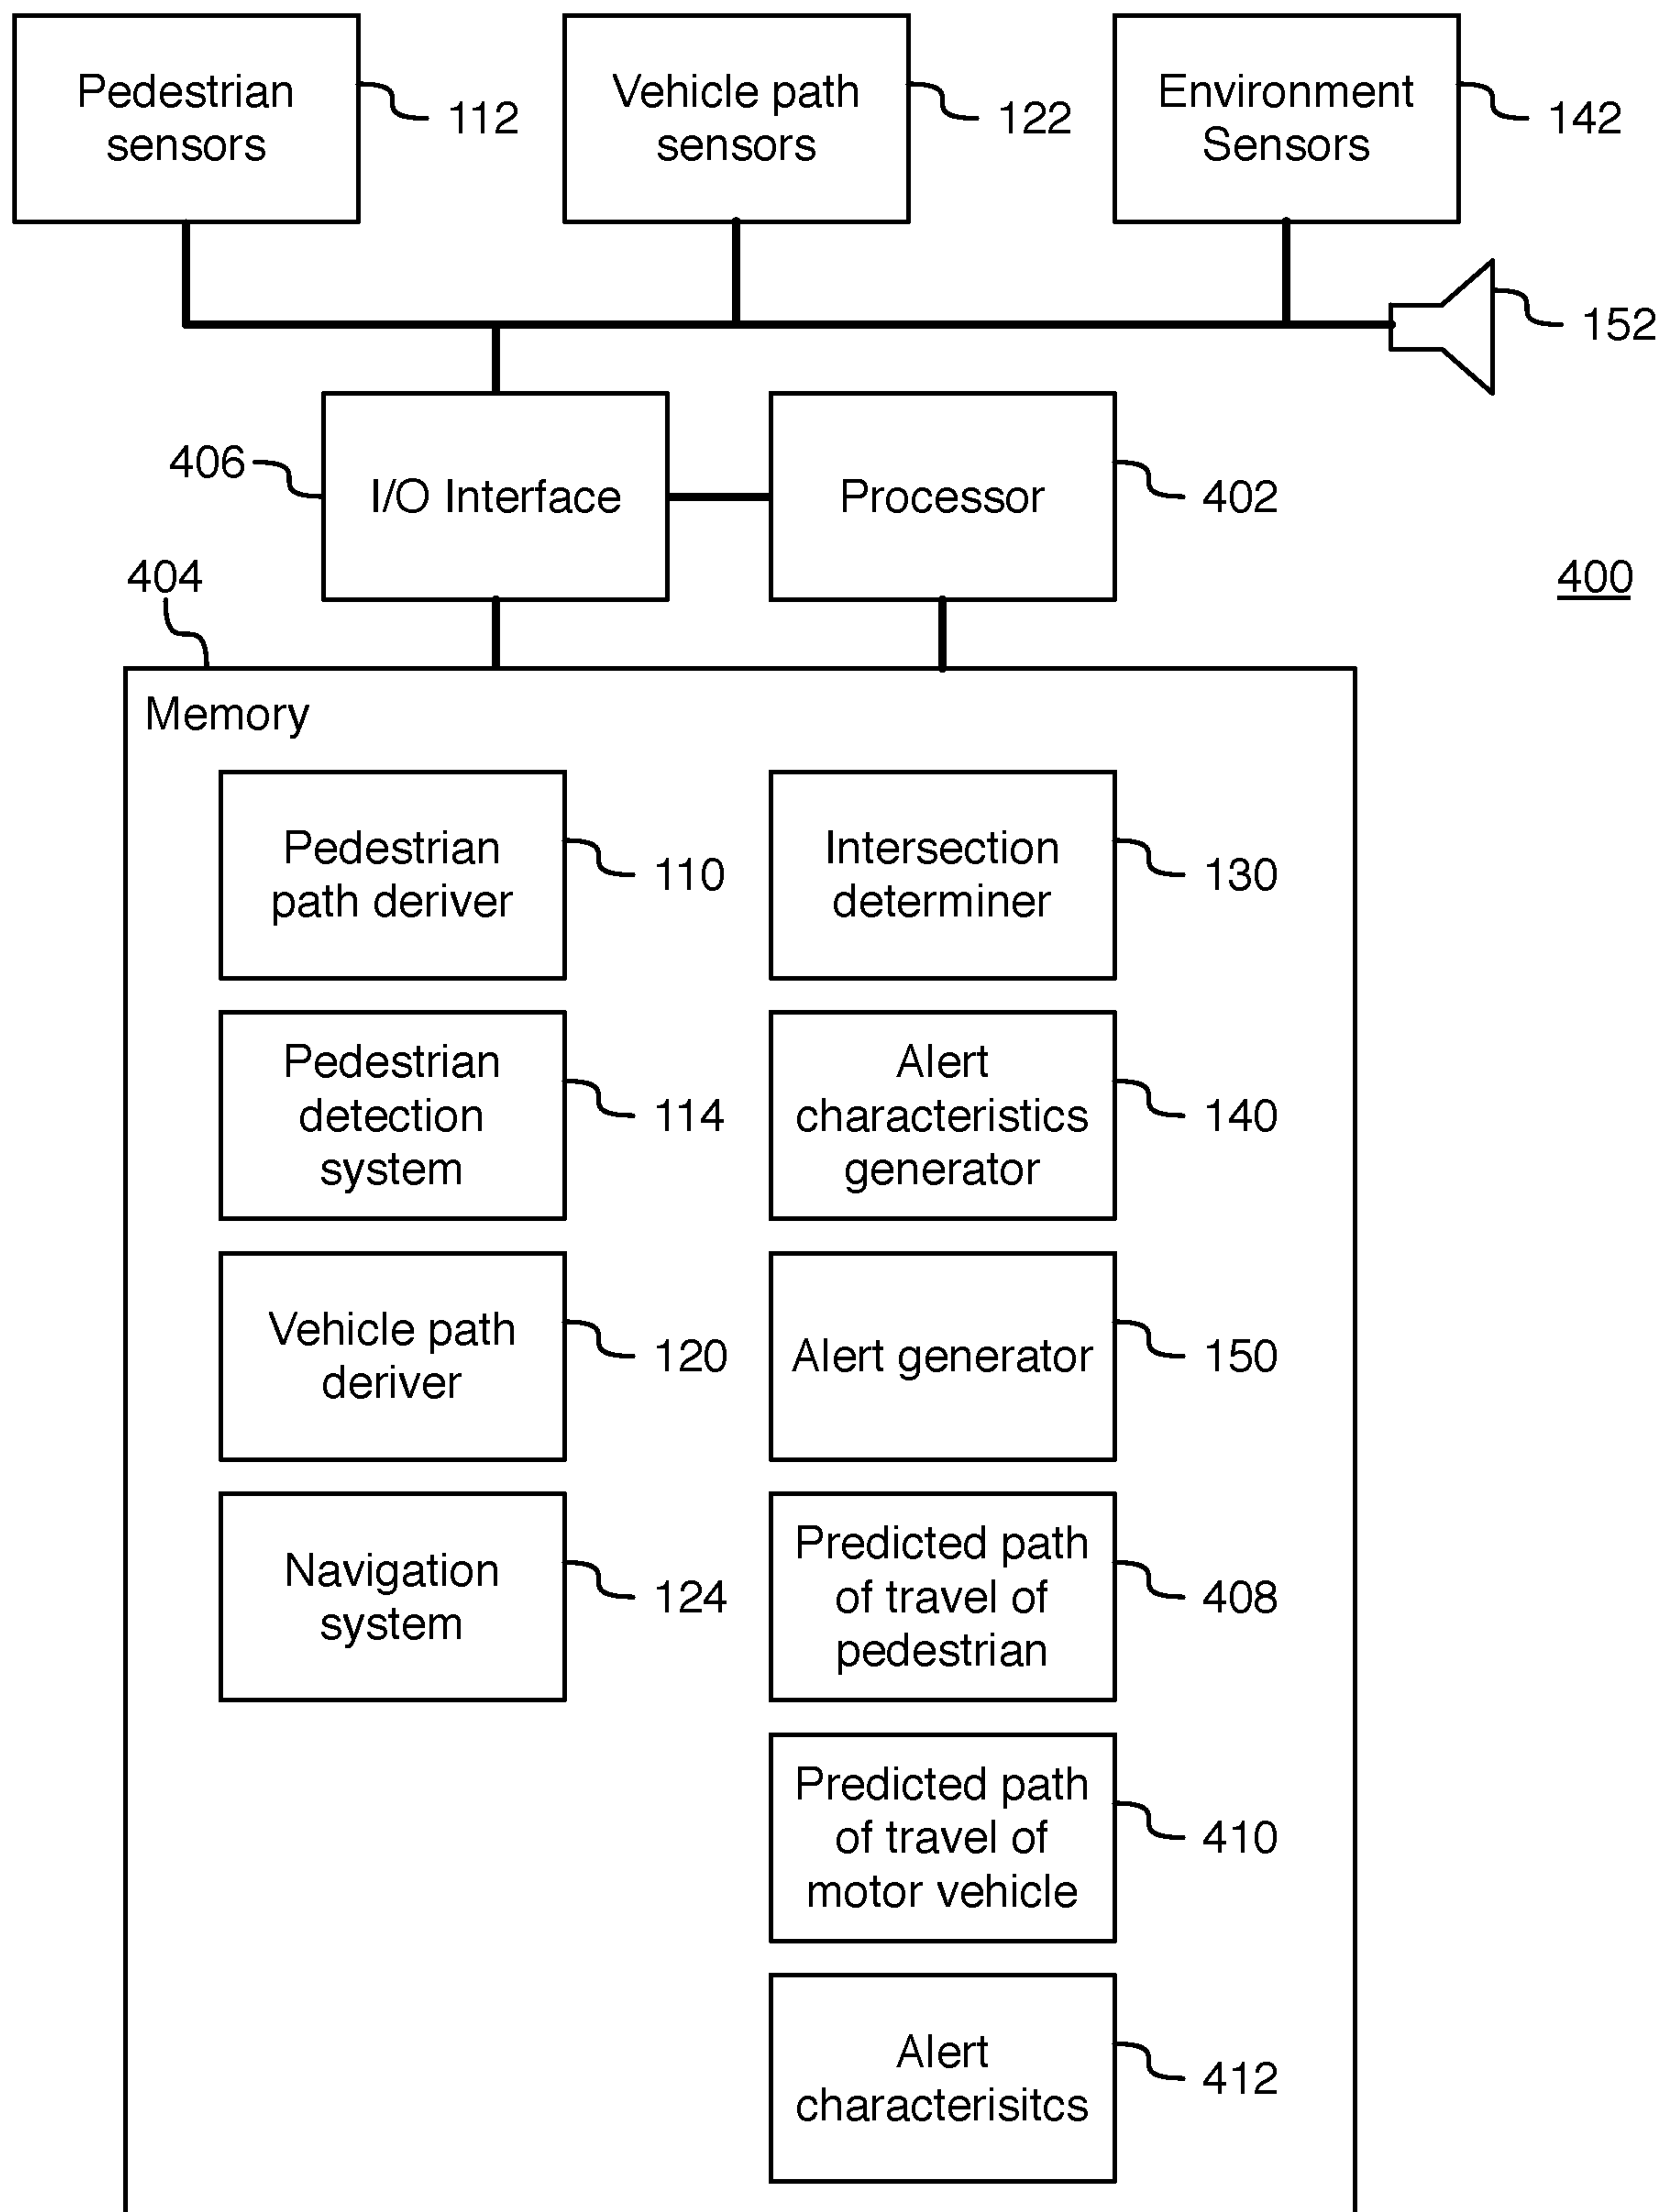 Pedestrian
sensors
112
Vehicle path
sensors
122
Environment
Sensors
142
152
406
I/O Interface
Processor
402
404
400
Memory
Pedestrian
path deriver
110
Intersection
determiner
130
Pedestrian
detection
system
114
Alert
characteristics
generator
140
Vehicle path
deriver
120
Alert generator
150
Navigation
system
124
Predicted path
of travel of
pedestrian
408
Predicted path
of travel of
motor vehicle
410
Alert
characterisitcs
412